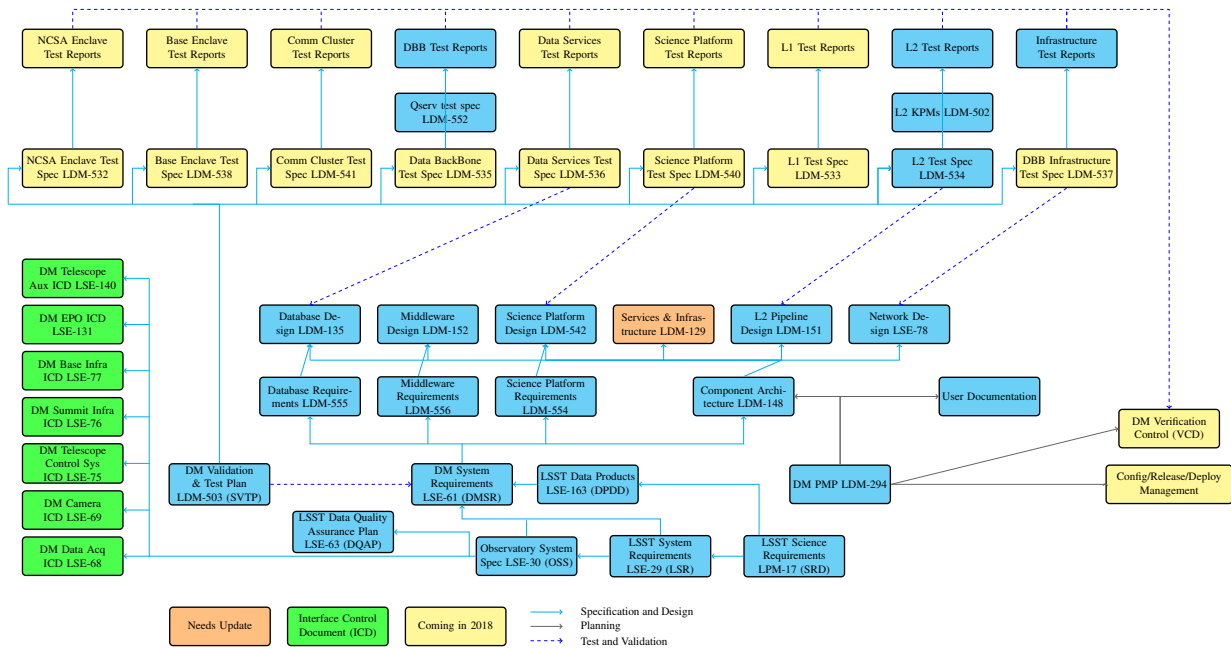 NCSA Enclave
Test Reports
Base Enclave
Test Reports
Comm Cluster
Test Reports
DBB Test Reports
Data Services
Test Reports
Science Platform
Test Reports
L1 Test Reports
L2 Test Reports
Infrastructure
Test Reports
Qserv test spec
LDM-552
L2 KPMs LDM-502
NCSA Enclave Test
Spec LDM-532
Base Enclave Test
Spec LDM-538
Comm Cluster Test
Spec LDM-541
Data BackBone
Test Spec LDM-535
Data Services Test
Spec LDM-536
Science Platform
Test Spec LDM-540
L1 Test Spec
LDM-533
L2 Test Spec
LDM-534
DBB Infrastructure
Test Spec LDM-537
DM Telescope
Aux ICD LSE-140
DM EPO ICD
LSE-131
DM Base Infra
ICD LSE-77
DM Summit Infra
ICD LSE-76
DM Telescope
Control Sys
ICD LSE-75
DM Camera
ICD LSE-69
DM Data Acq
ICD LSE-68
Database De-
sign LDM-135
Middleware
Design LDM-152
Science Platform
Design LDM-542
Services & Infras-
tructure LDM-129
L2 Pipeline
Design LDM-151
Network De-
sign LSE-78
Database Require-
ments LDM-555
Middleware
Requirements
LDM-556
Science Platform
Requirements
LDM-554
Component Archi-
tecture LDM-148
User Documentation
DM Verification
Control (VCD)
DM Validation
& Test Plan
LDM-503 (SVTP)
DM System
Requirements
LSE-61 (DMSR)
LSST Data Products
LSE-163 (DPDD)
DM PMP LDM-294
Config/Release/Deploy
Management
LSST Data Quality
Assurance Plan
LSE-63 (DQAP)
Observatory System
Spec LSE-30 (OSS)
LSST System
Requirements
LSE-29 (LSR)
LSST Science
Requirements
LPM-17 (SRD)
Needs Update
Interface Control
Document (ICD)
Coming in 2018
Specification and Design
Planning
Test and Validation